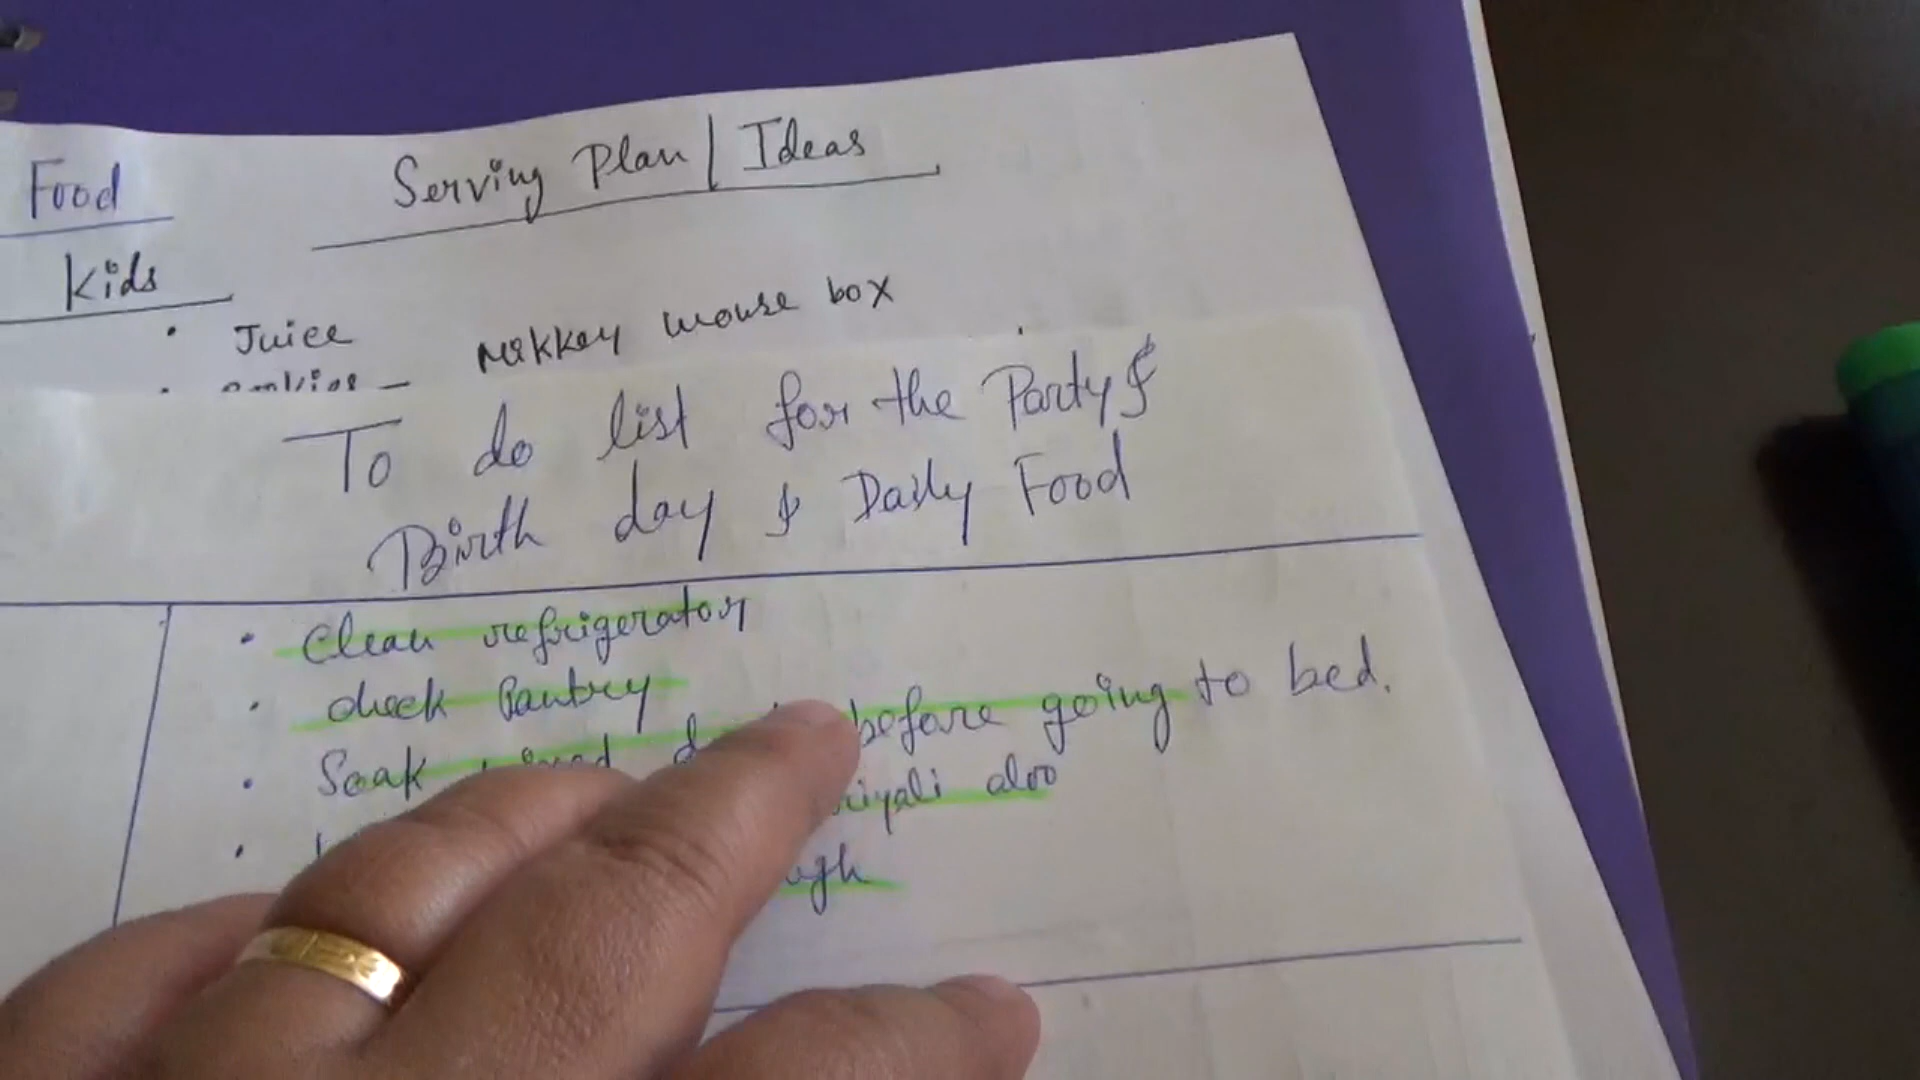 Food
Serving Plan | Ideas
Kids
• Juice Mikkey mouse box
To do list for the Party &
Birth day & Daily Food
• Clean refrigerator
• check Pantry
• Soak before going to bed.
• aloo